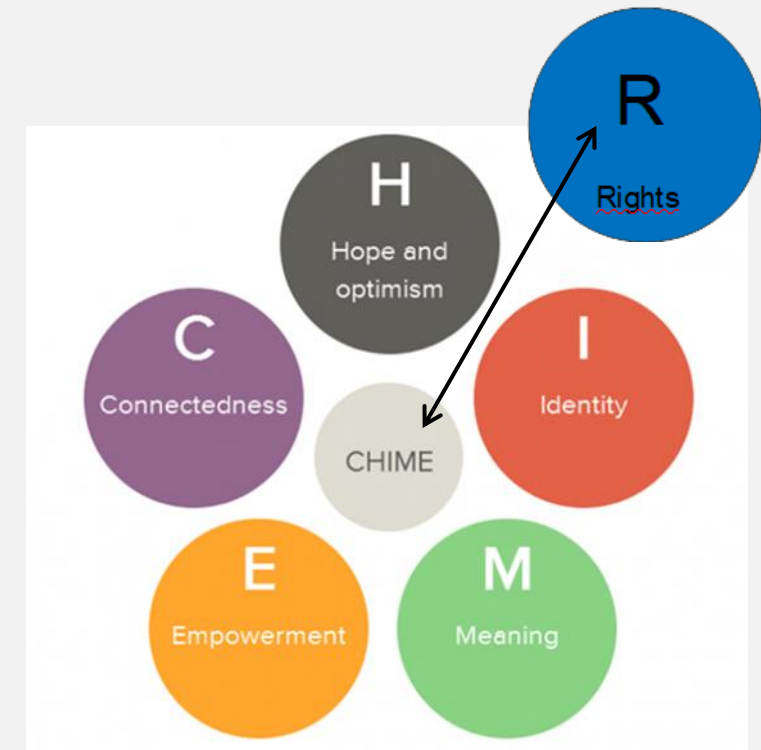 R
Rights
H
Hope and
optimism
C
Connectedness
I
Identity
CHIME
E
Empowerment
M
Meaning